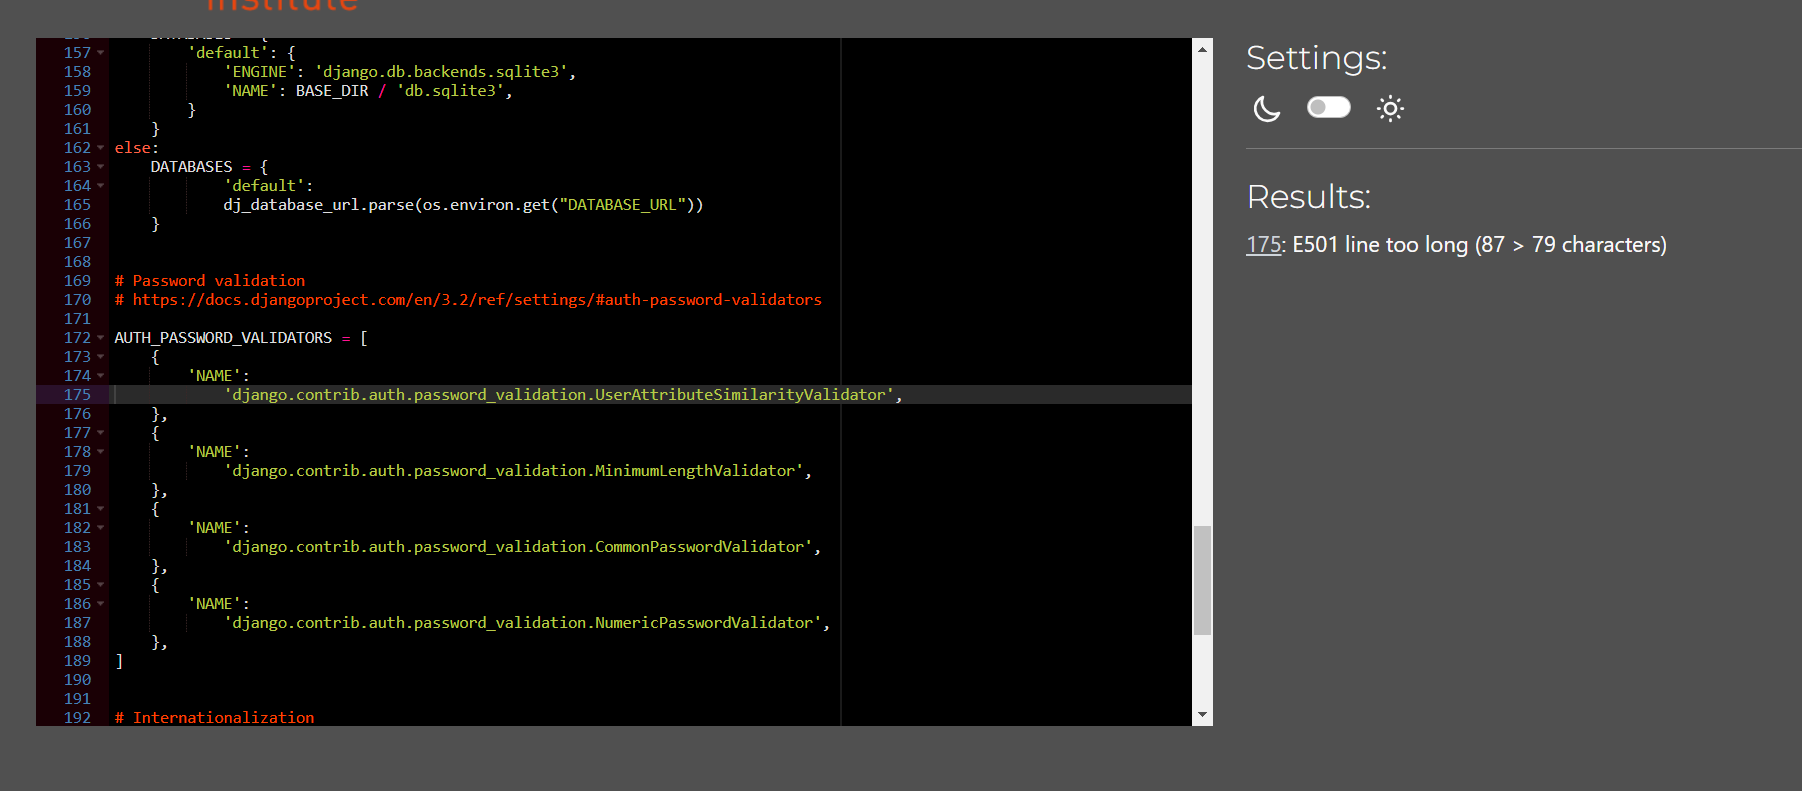 institute
157 'default': {
158 'ENGINE': 'django.db.backends.sqlite3',
159 'NAME': BASE_DIR / 'db.sqlite3',
160 }
161 }
162 else:
163 DATABASES = {
164 'default':
165 dj_database_url.parse(os.environ.get("DATABASE_URL"))
166 }
167
168
169 # Password validation
170 # https://docs.djangoproject.com/en/3.2/ref/settings/#auth-password-validators
171
172 AUTH_PASSWORD_VALIDATORS = [
173 {
174 'NAME':
175 'django.contrib.auth.password_validation.UserAttributeSimilarityValidator',
176 },
177 {
178 'NAME':
179 'django.contrib.auth.password_validation.MinimumLengthValidator',
180 },
181 {
182 'NAME':
183 'django.contrib.auth.password_validation.CommonPasswordValidator',
184 },
185 {
186 'NAME':
187 'django.contrib.auth.password_validation.NumericPasswordValidator',
188 },
189 ]
190
191
192 # Internationalization
Settings:
Results:
175: E501 line too long (87 > 79 characters)